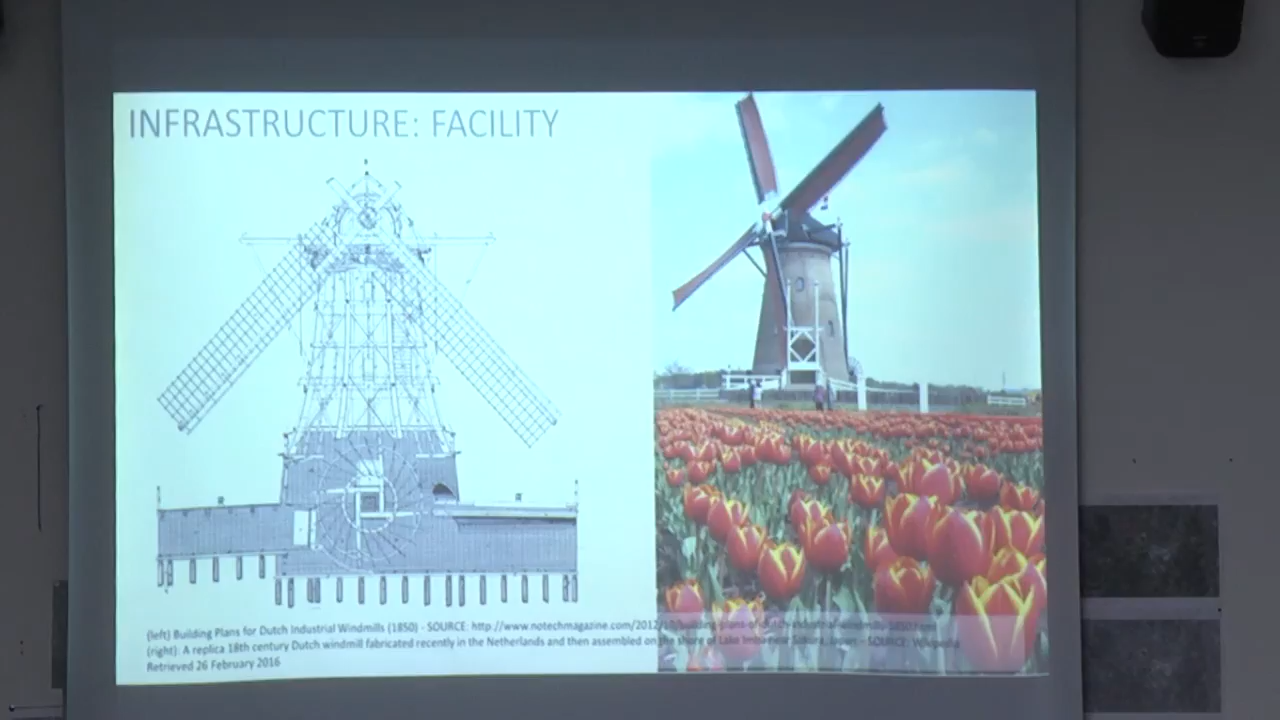 INFRASTRUCTURE: FACILITY
(left) Building Plans for Dutch Industrial Windmills (1850) - SOURCE: http://www.notechmagazine.com/2012/10/building-plans-of-dutch-industrial-windmills-1850.html
(right): A replica 18th century Dutch windmill fabricated recently in the Netherlands and then assembled on the shore of Lake Imba near Sakura, Japan – SOURCE: Wikipedia
Retrieved 26 February 2016